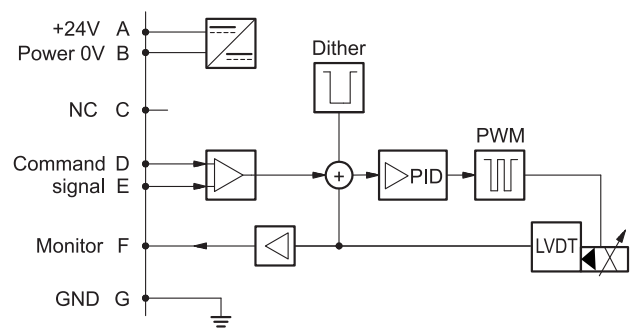 +24V A
Power 0V B
Dither
NC C
PWM
Command D
signal E
+
PID
Monitor F
LVDT
GND G